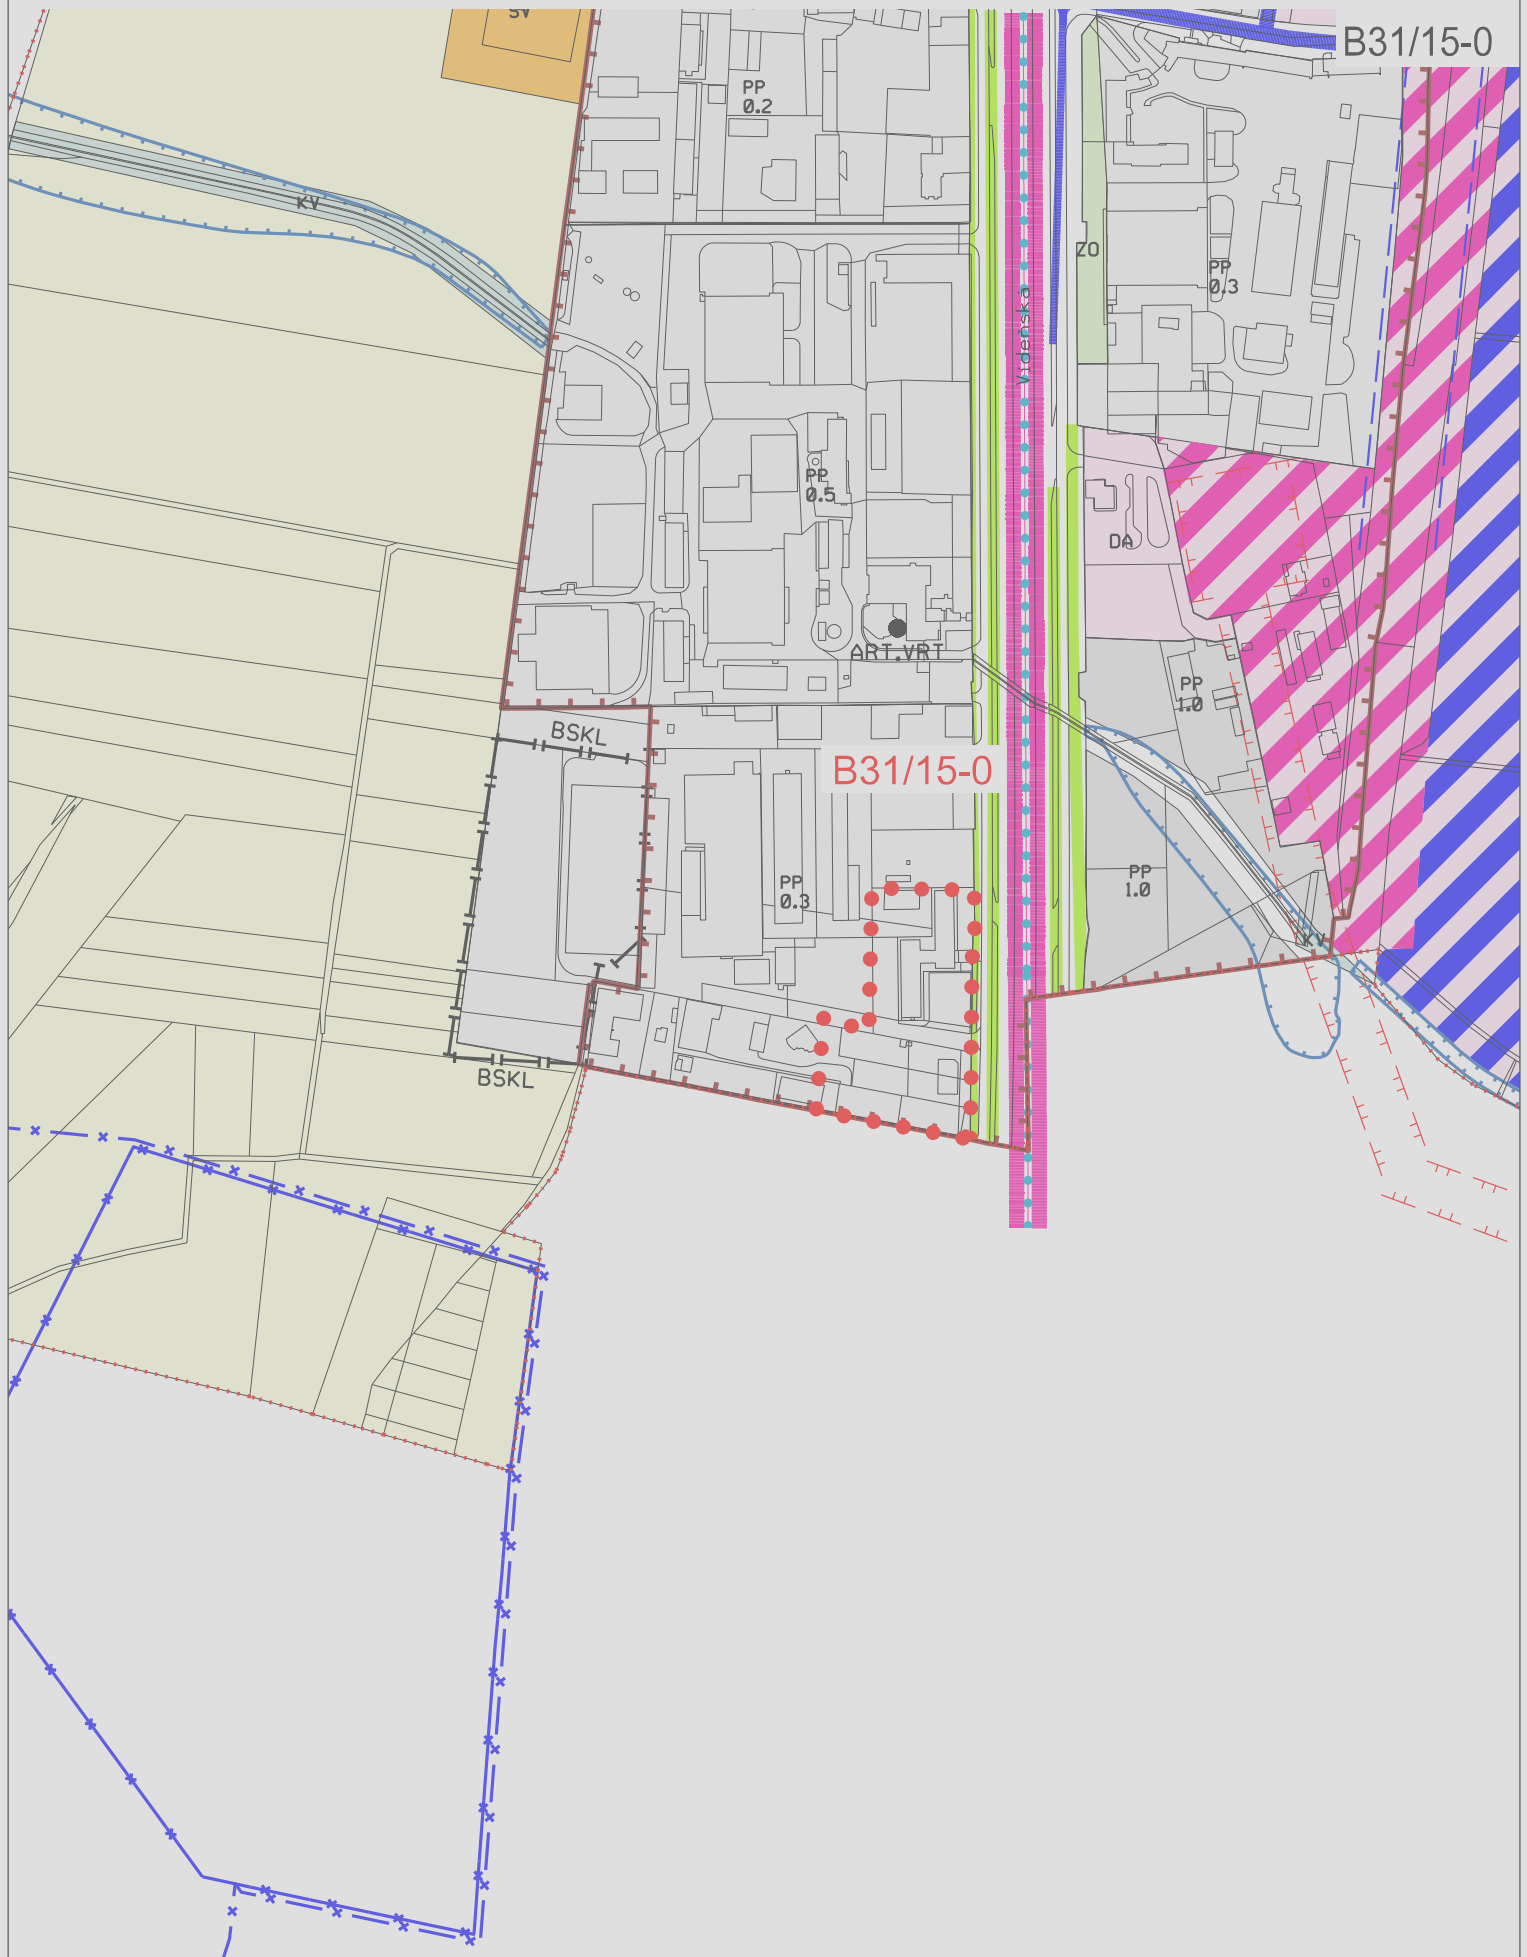 SV
B31/15-0
PP
0.2
KV
ZO
PP
0.3
Vídeňská
PP
0.5
DA
ART.VRT
PP
1.0
BSKL
B31/15-0
PP
0.3
PP
1.0
KV
BSKL